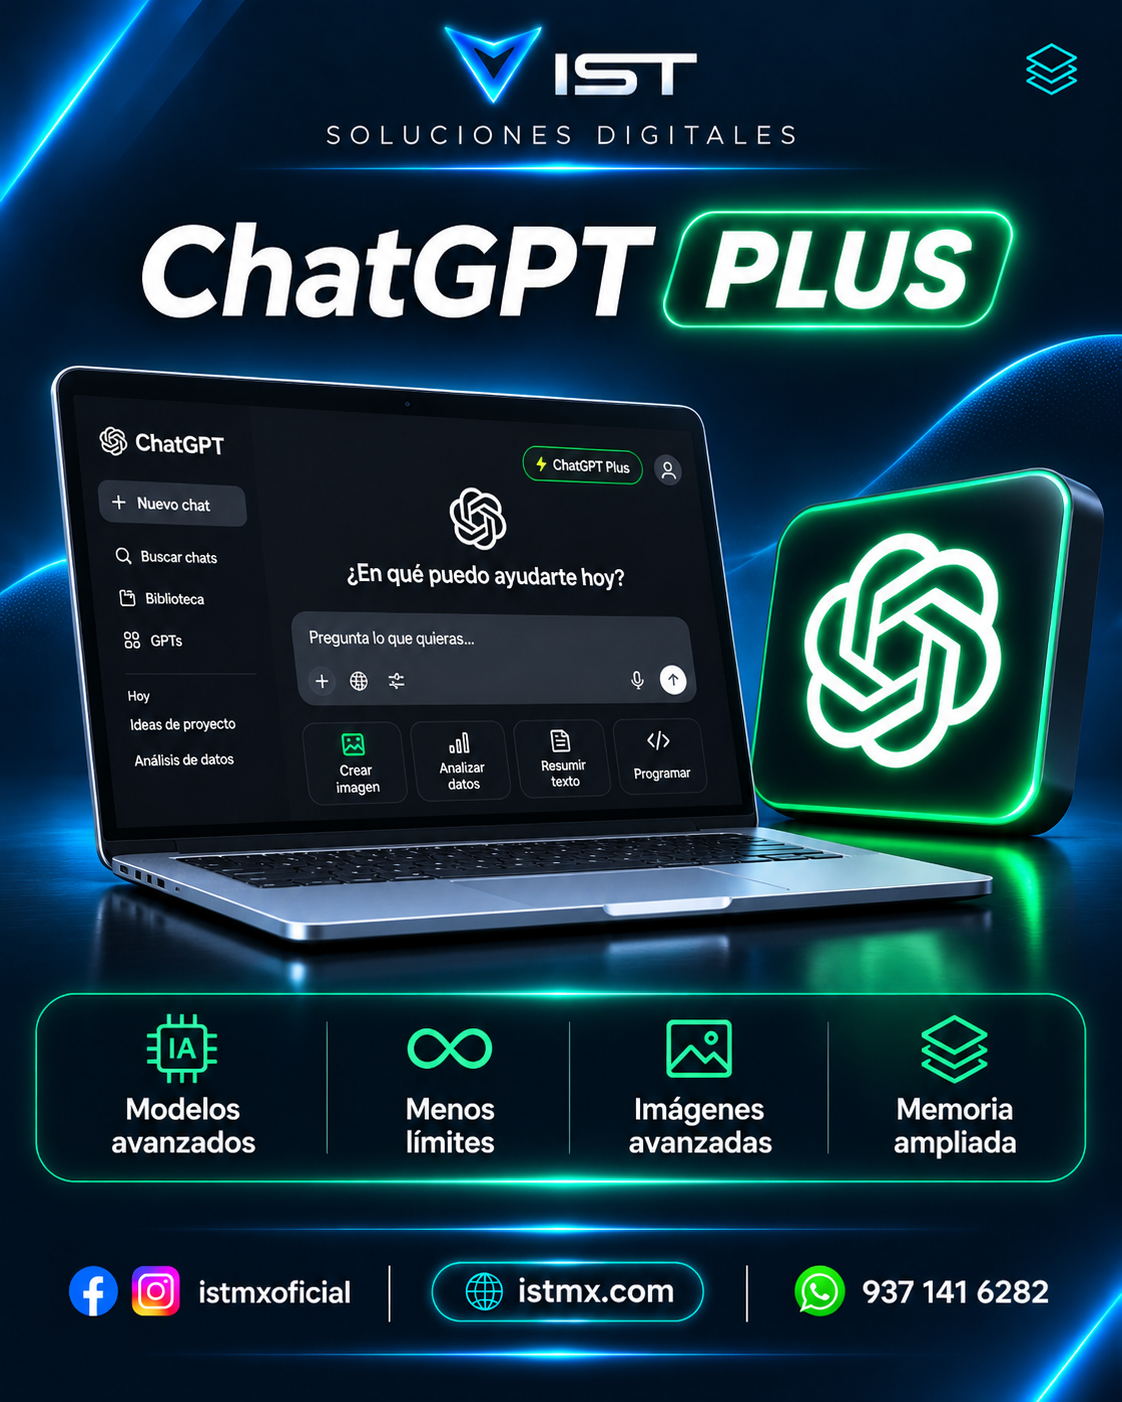 IST
SOLUCIONES DIGITALES
ChatGPT PLUS
ChatGPT
ChatGPT Plus
Nuevo chat
Buscar chats
Biblioteca
GPTs
Hoy
Ideas de proyecto
Análisis de datos
¿En qué puedo ayudarte hoy?
Pregunta lo que quieras...
Crear
imagen
Analizar
datos
Resumir
texto
Programar
IA
Modelos
avanzados
Menos
límites
Imágenes
avanzadas
Memoria
ampliada
istmxoficial
istmx.com
937 141 6282